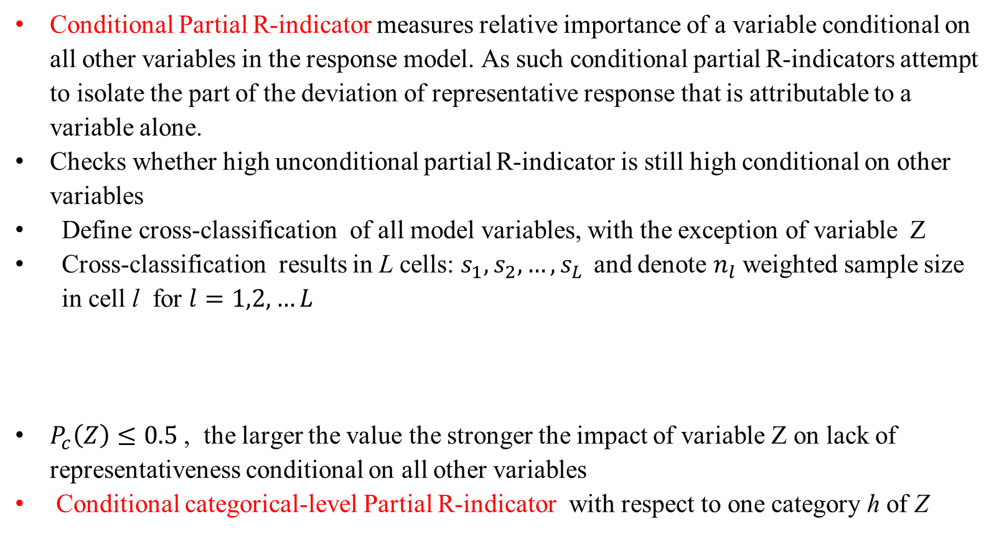 • Conditional Partial R-indicator measures relative importance of a variable conditional on
all other variables in the response model. As such conditional partial R-indicators attempt
to isolate the part of the deviation of representative response that is attributable to a
variable alone.
• Checks whether high unconditional partial R-indicator is still high conditional on other
variables
• Define cross-classification of all model variables, with the exception of variable Z
• Cross-classification results in L cells: s₁, s₂, …, s_L and denote n_l weighted sample size
in cell l for l = 1,2, … L
• P_c(Z) ≤ 0.5 , the larger the value the stronger the impact of variable Z on lack of
representativeness conditional on all other variables
• Conditional categorical-level Partial R-indicator with respect to one category h of Z